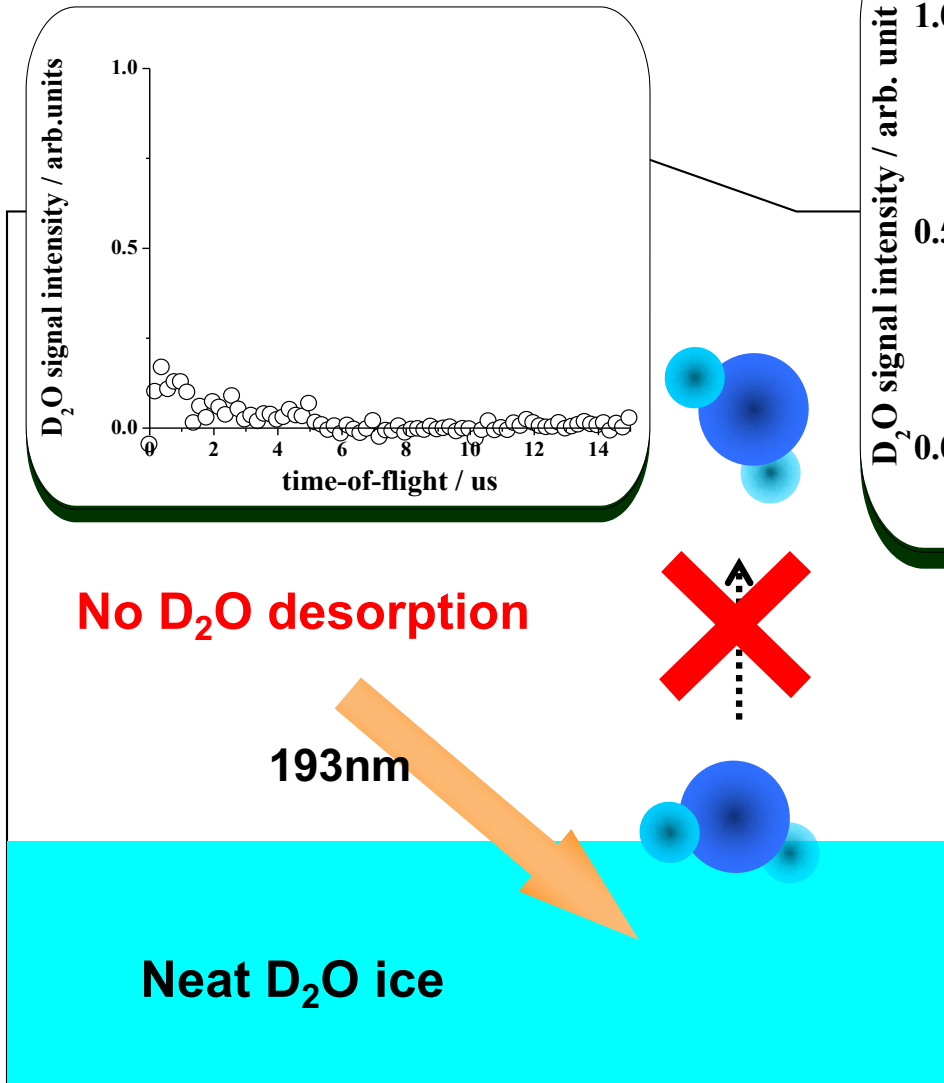 D₂O signal intensity / arb.units
1.0
0.5
0.0
0 2 4 6 8 10 12 14
time-of-flight / us
D₂O signal intensity / arb. unit
No D₂O desorption
193nm
Neat D₂O ice